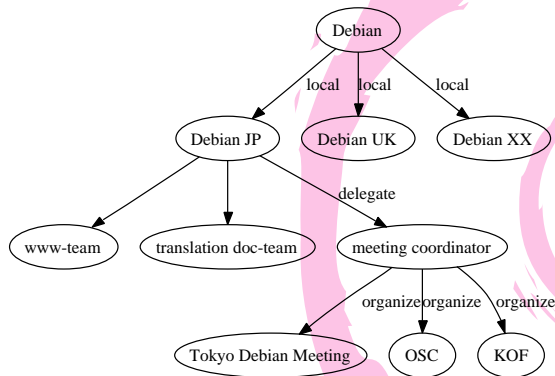 Debian
local
local
local
Debian JP
Debian UK
Debian XX
delegate
www-team
translation doc-team
meeting coordinator
organize
organize
organize
Tokyo Debian Meeting
OSC
KOF